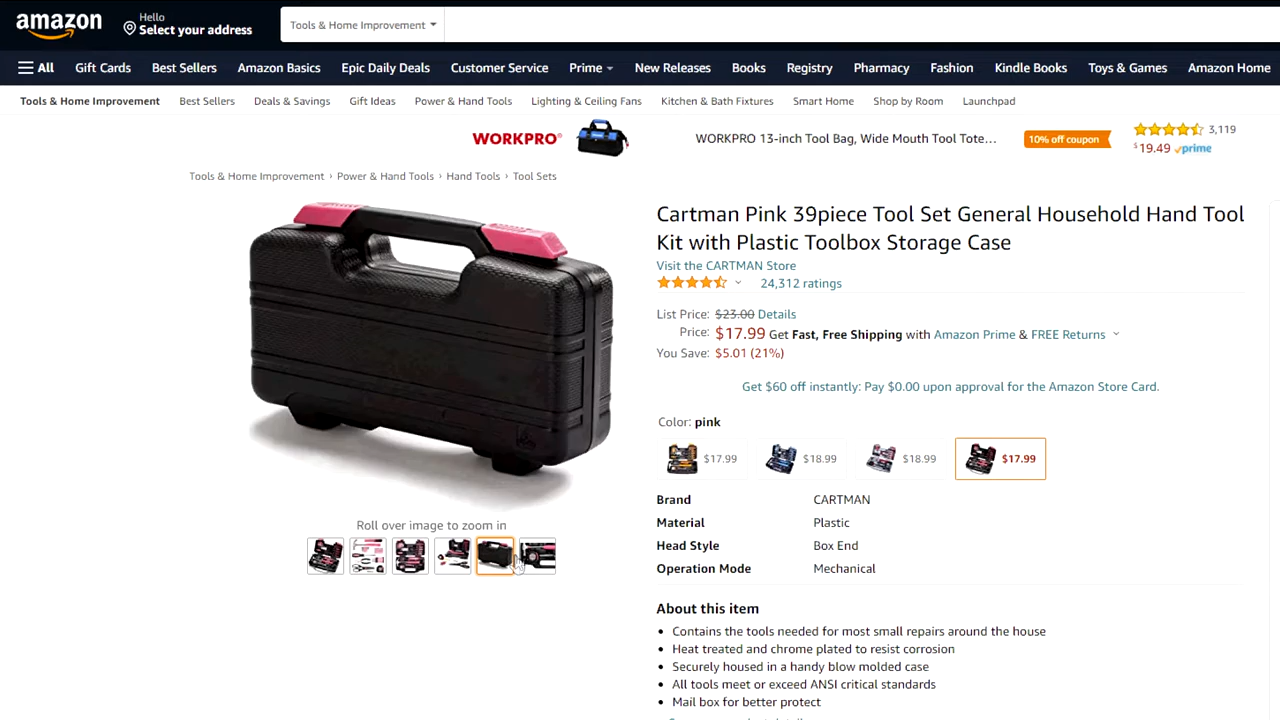 amazon
Hello
Select your address
Tools & Home Improvement
All
Gift Cards
Best Sellers
Amazon Basics
Epic Daily Deals
Customer Service
Prime
New Releases
Books
Registry
Pharmacy
Fashion
Kindle Books
Toys & Games
Amazon Home
Tools & Home Improvement
Best Sellers
Deals & Savings
Gift Ideas
Power & Hand Tools
Lighting & Ceiling Fans
Kitchen & Bath Fixtures
Smart Home
Shop by Room
Launchpad
WORKPRO®
WORKPRO 13-inch Tool Bag, Wide Mouth Tool Tote...
10% off coupon
3,119
$19.49 prime
Tools & Home Improvement › Power & Hand Tools › Hand Tools › Tool Sets
Cartman Pink 39piece Tool Set General Household Hand Tool
Kit with Plastic Toolbox Storage Case
Visit the CARTMAN Store
24,312 ratings
List Price: $23.00 Details
Price: $17.99 Get Fast, Free Shipping with Amazon Prime & FREE Returns
You Save: $5.01 (21%)
Get $60 off instantly: Pay $0.00 upon approval for the Amazon Store Card.
Color: pink
$17.99
$18.99
$18.99
$17.99
Brand CARTMAN
Material Plastic
Head Style Box End
Operation Mode Mechanical
About this item
• Contains the tools needed for most small repairs around the house
• Heat treated and chrome plated to resist corrosion
• Securely housed in a handy blow molded case
• All tools meet or exceed ANSI critical standards
• Mail box for better protect
Roll over image to zoom in